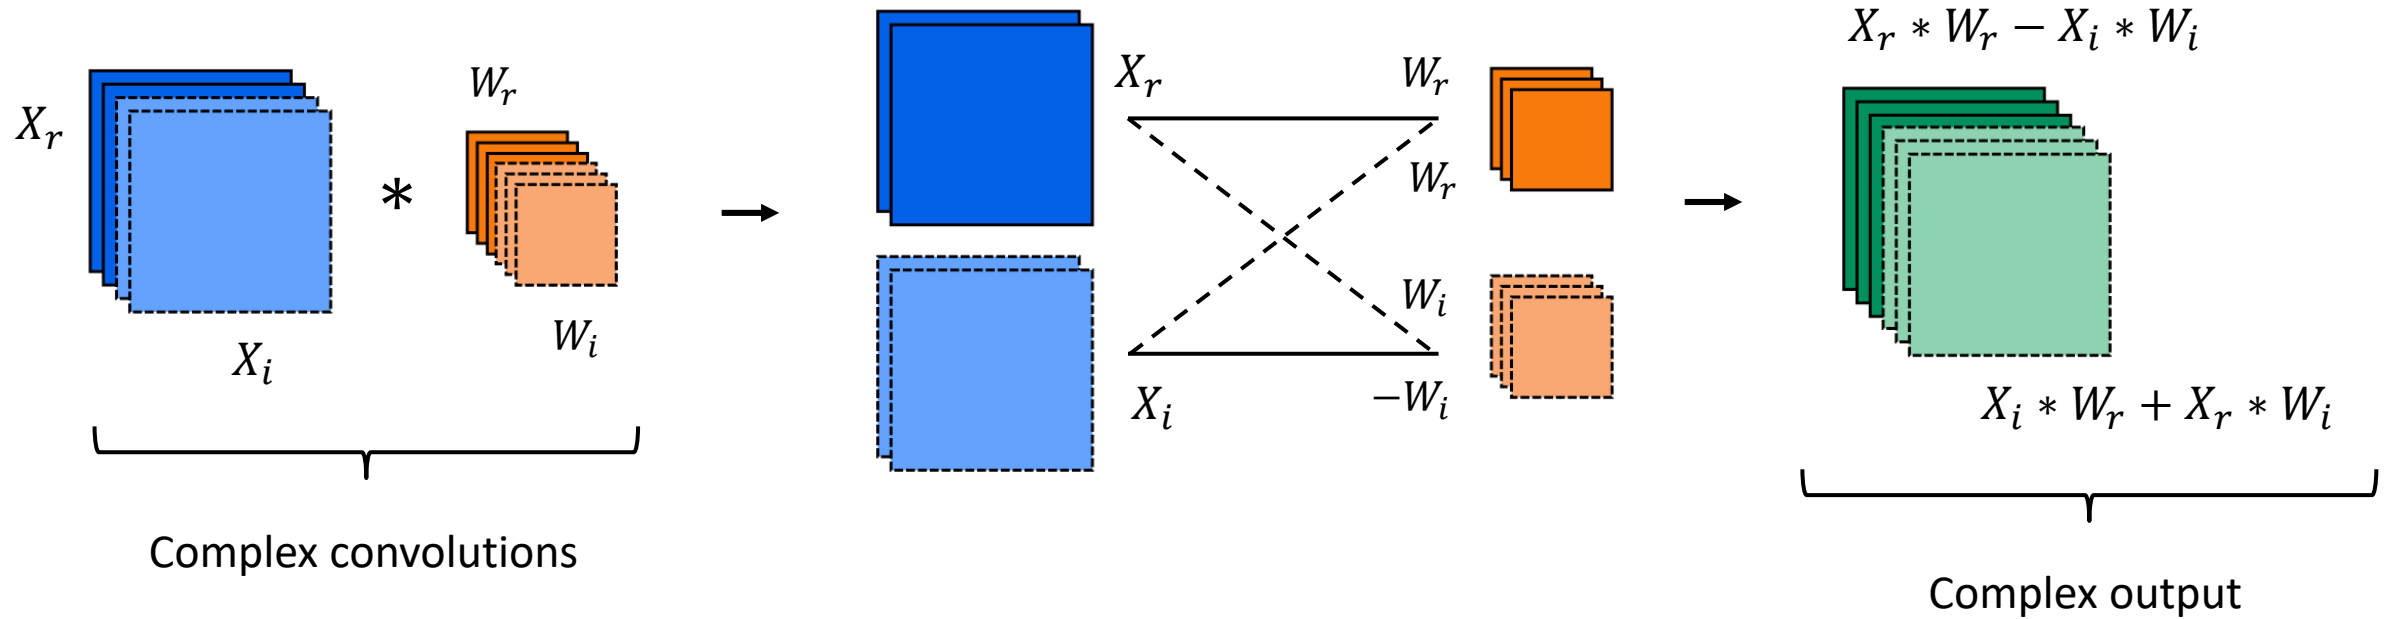 X_r
W_r
*
X_i
W_i
Complex convolutions
X_r
W_r
W_r
W_i
X_i
−W_i
X_r ∗ W_r − X_i ∗ W_i
X_i ∗ W_r + X_r ∗ W_i
Complex output